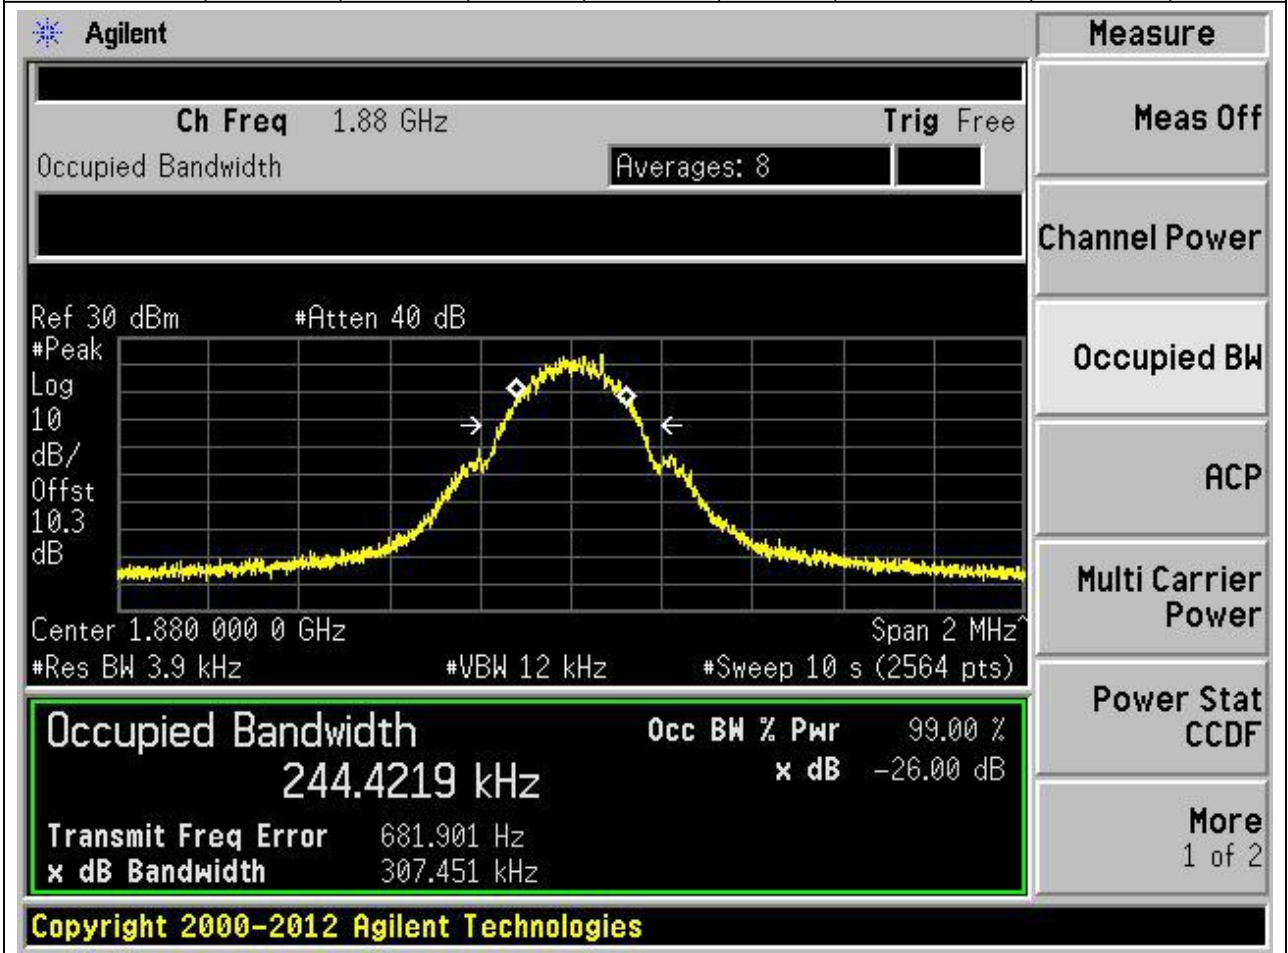 Agilent
Measure
Ch Freq 1.88 GHz Trig Free
Meas Off
Occupied Bandwidth Averages: 8
Channel Power
Ref 30 dBm #Atten 40 dB
#Peak
Log
10
dB/
Offst
10.3
dB
Occupied BW
ACP
Center 1.880 000 0 GHz Span 2 MHz^
#Res BW 3.9 kHz #VBW 12 kHz #Sweep 10 s (2564 pts)
Multi Carrier
Power
Occupied Bandwidth Occ BW % Pwr 99.00 %
244.4219 kHz x dB -26.00 dB
Power Stat
CCDF
Transmit Freq Error 681.901 Hz
x dB Bandwidth 307.451 kHz
More
1 of 2
Copyright 2000-2012 Agilent Technologies